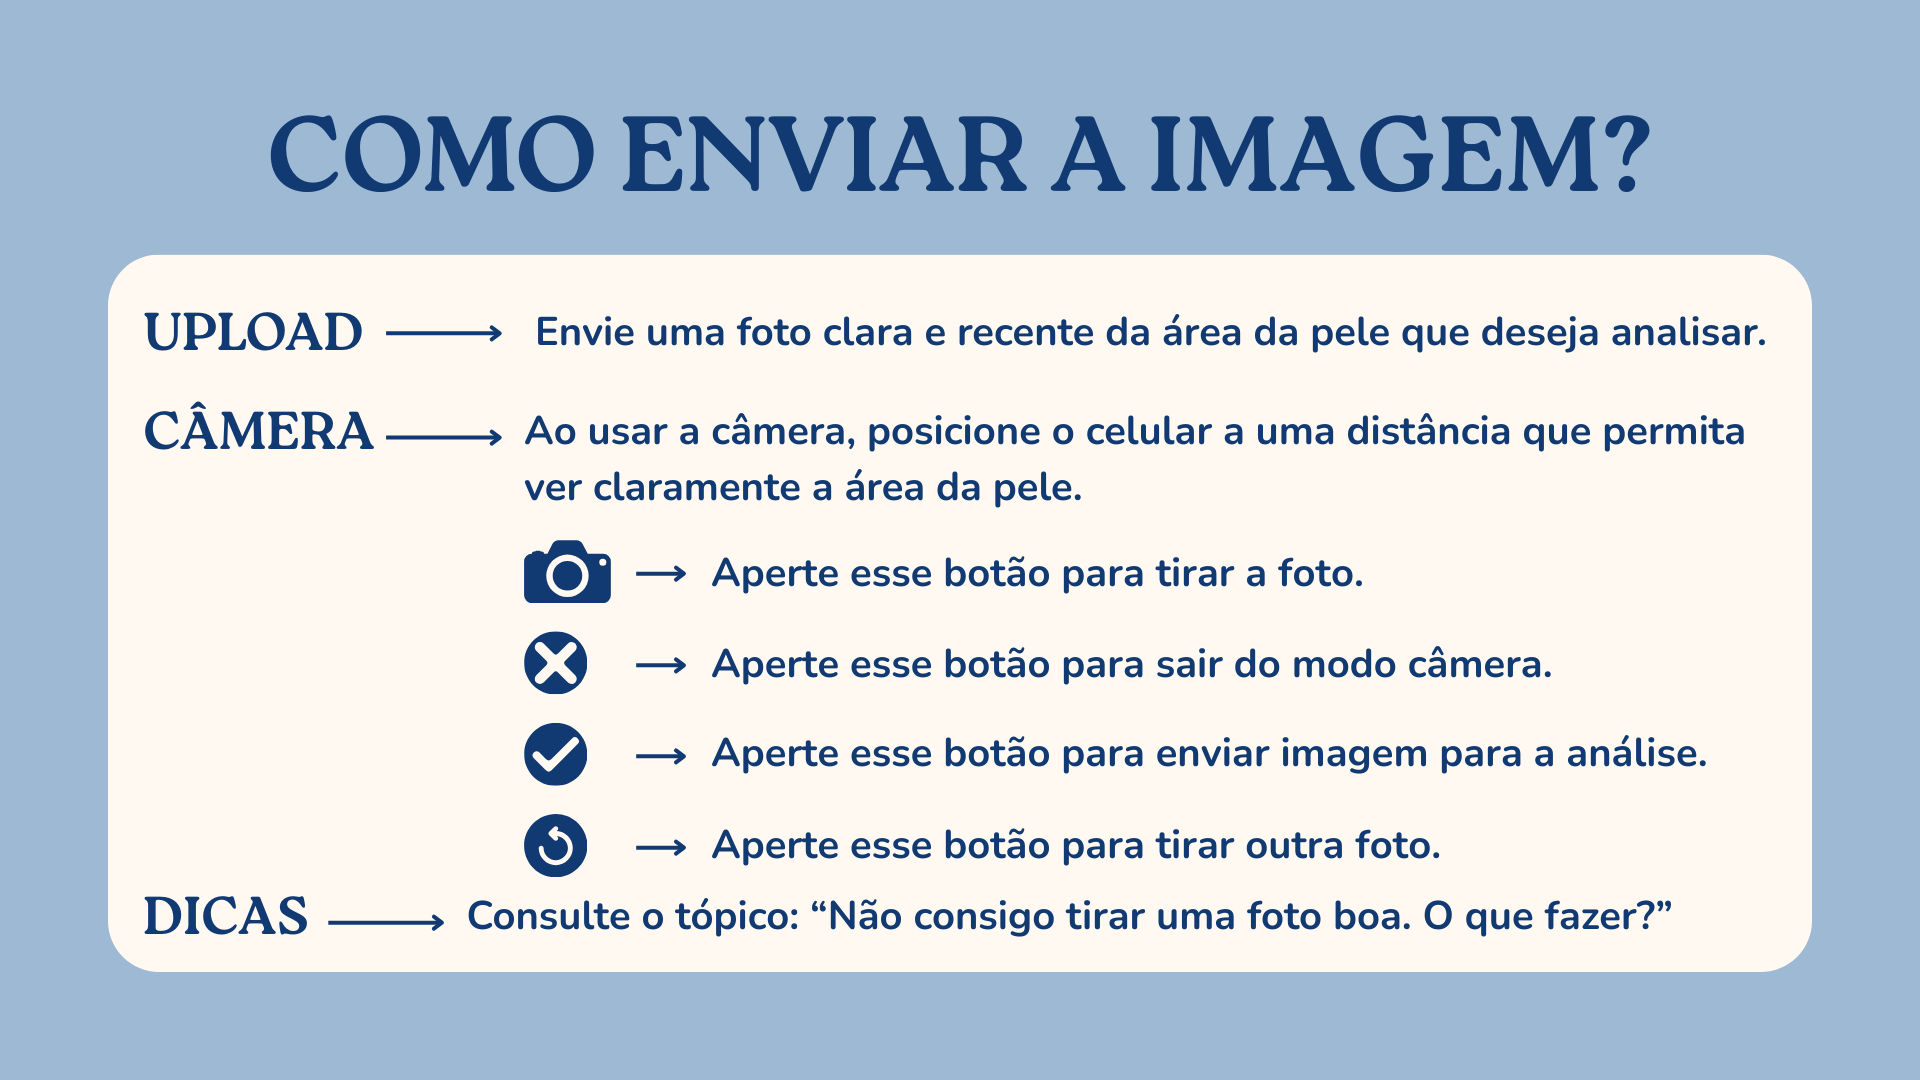 COMO ENVIAR A IMAGEM?
UPLOAD Envie uma foto clara e recente da área da pele que deseja analisar.
CÂMERA Ao usar a câmera, posicione o celular a uma distância que permita
ver claramente a área da pele.
Aperte esse botão para tirar a foto.
Aperte esse botão para sair do modo câmera.
Aperte esse botão para enviar imagem para a análise.
Aperte esse botão para tirar outra foto.
DICAS Consulte o tópico: “Não consigo tirar uma foto boa. O que fazer?”